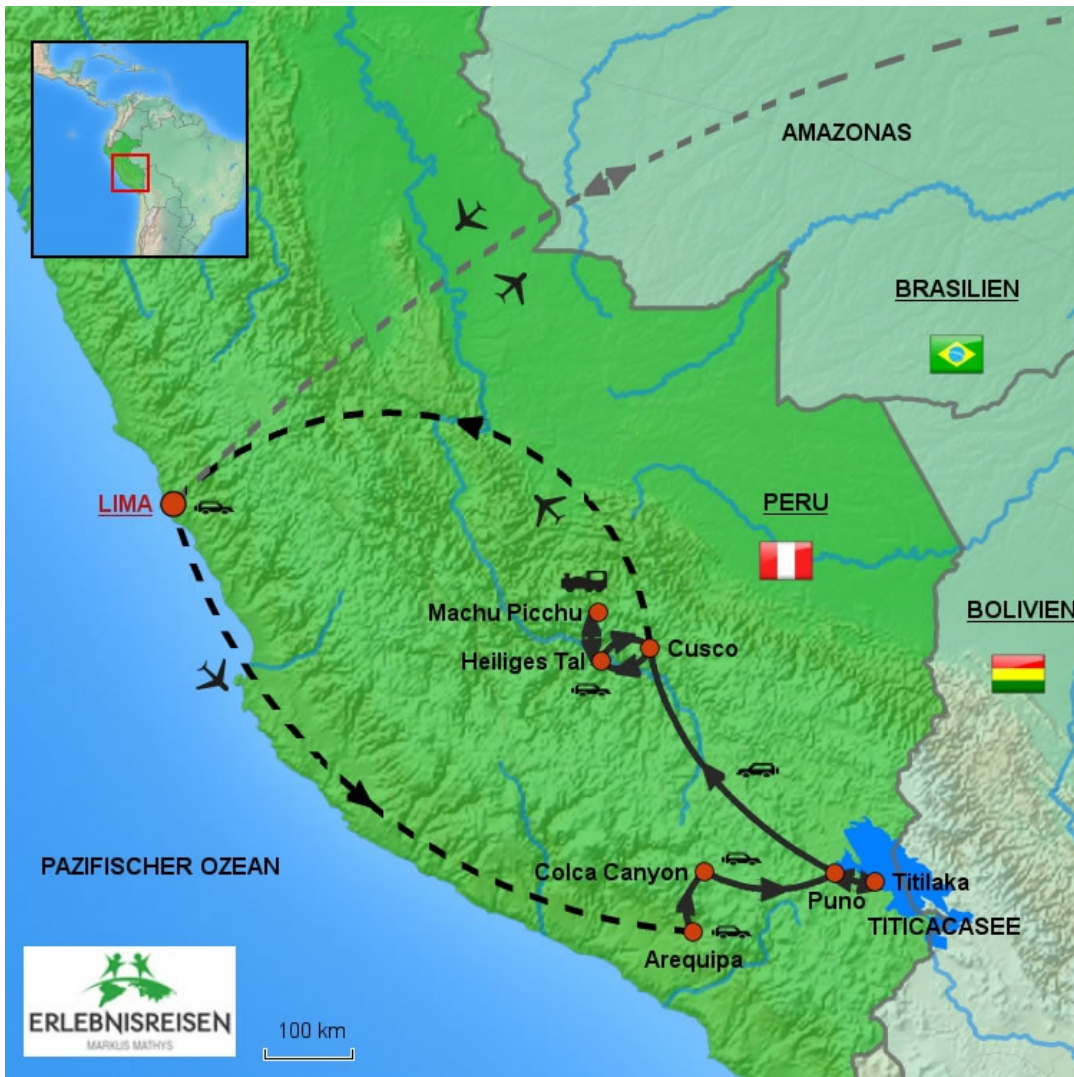 AMAZONAS
BRASILIEN
LIMA
PERU
Machu Picchu
BOLIVIEN
Cusco
Heiliges Tal
PAZIFISCHER OZEAN
Colca Canyon
Titilaka
Puno
TITICACASEE
Arequipa
ERLEBNISREISEN
MARKUS MATHYS
100 km